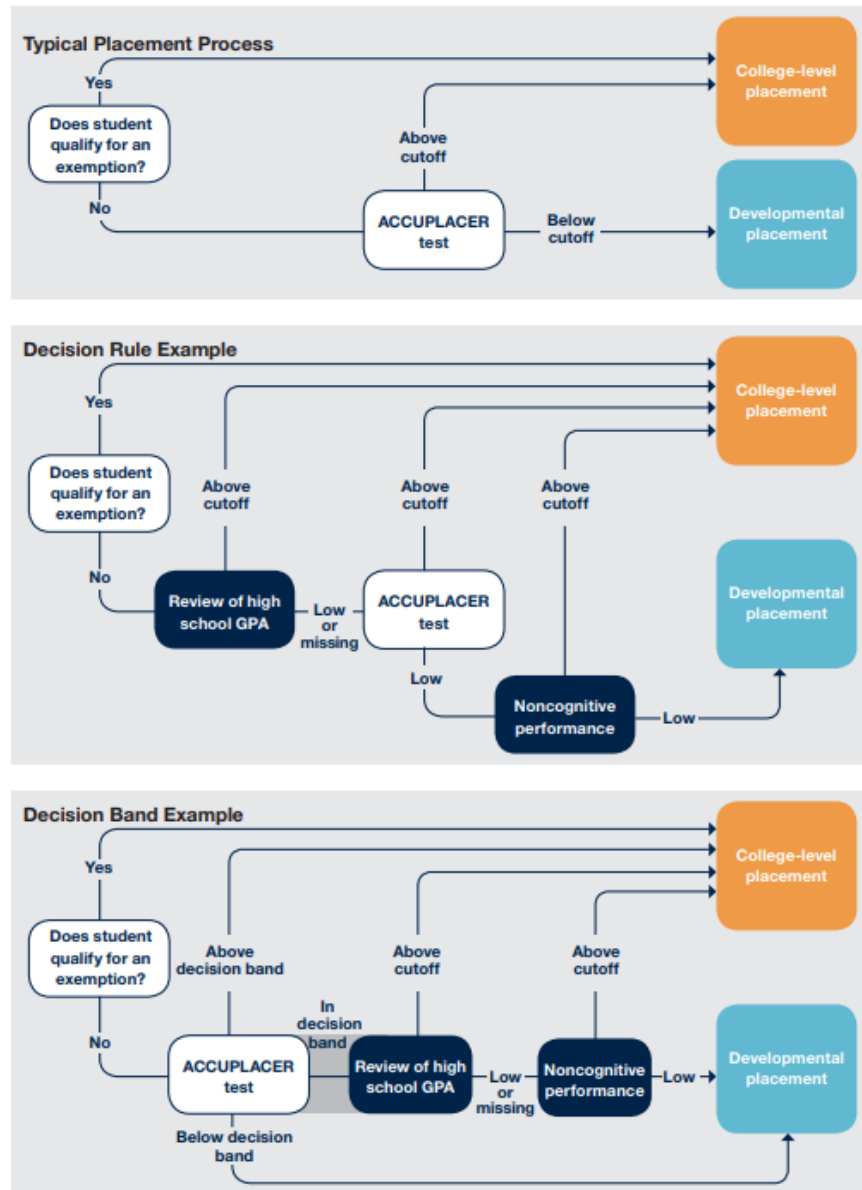 Typical Placement Process
Yes
Does student
qualify for an
exemption?
No
Above
cutoff
ACCUPLACER
test
Below
cutoff
College-level
placement
Developmental
placement
Decision Rule Example
Yes
Does student
qualify for an
exemption?
No
Above
cutoff
Review of high
school GPA
Low
or
missing
Above
cutoff
ACCUPLACER
test
Low
Above
cutoff
Noncognitive
performance
Low
College-level
placement
Developmental
placement
Decision Band Example
Yes
Does student
qualify for an
exemption?
No
Above
decision band
ACCUPLACER
test
Below decision
band
In
decision
band
Above
cutoff
Review of high
school GPA
Low
or
missing
Above
cutoff
Noncognitive
performance
Low
College-level
placement
Developmental
placement